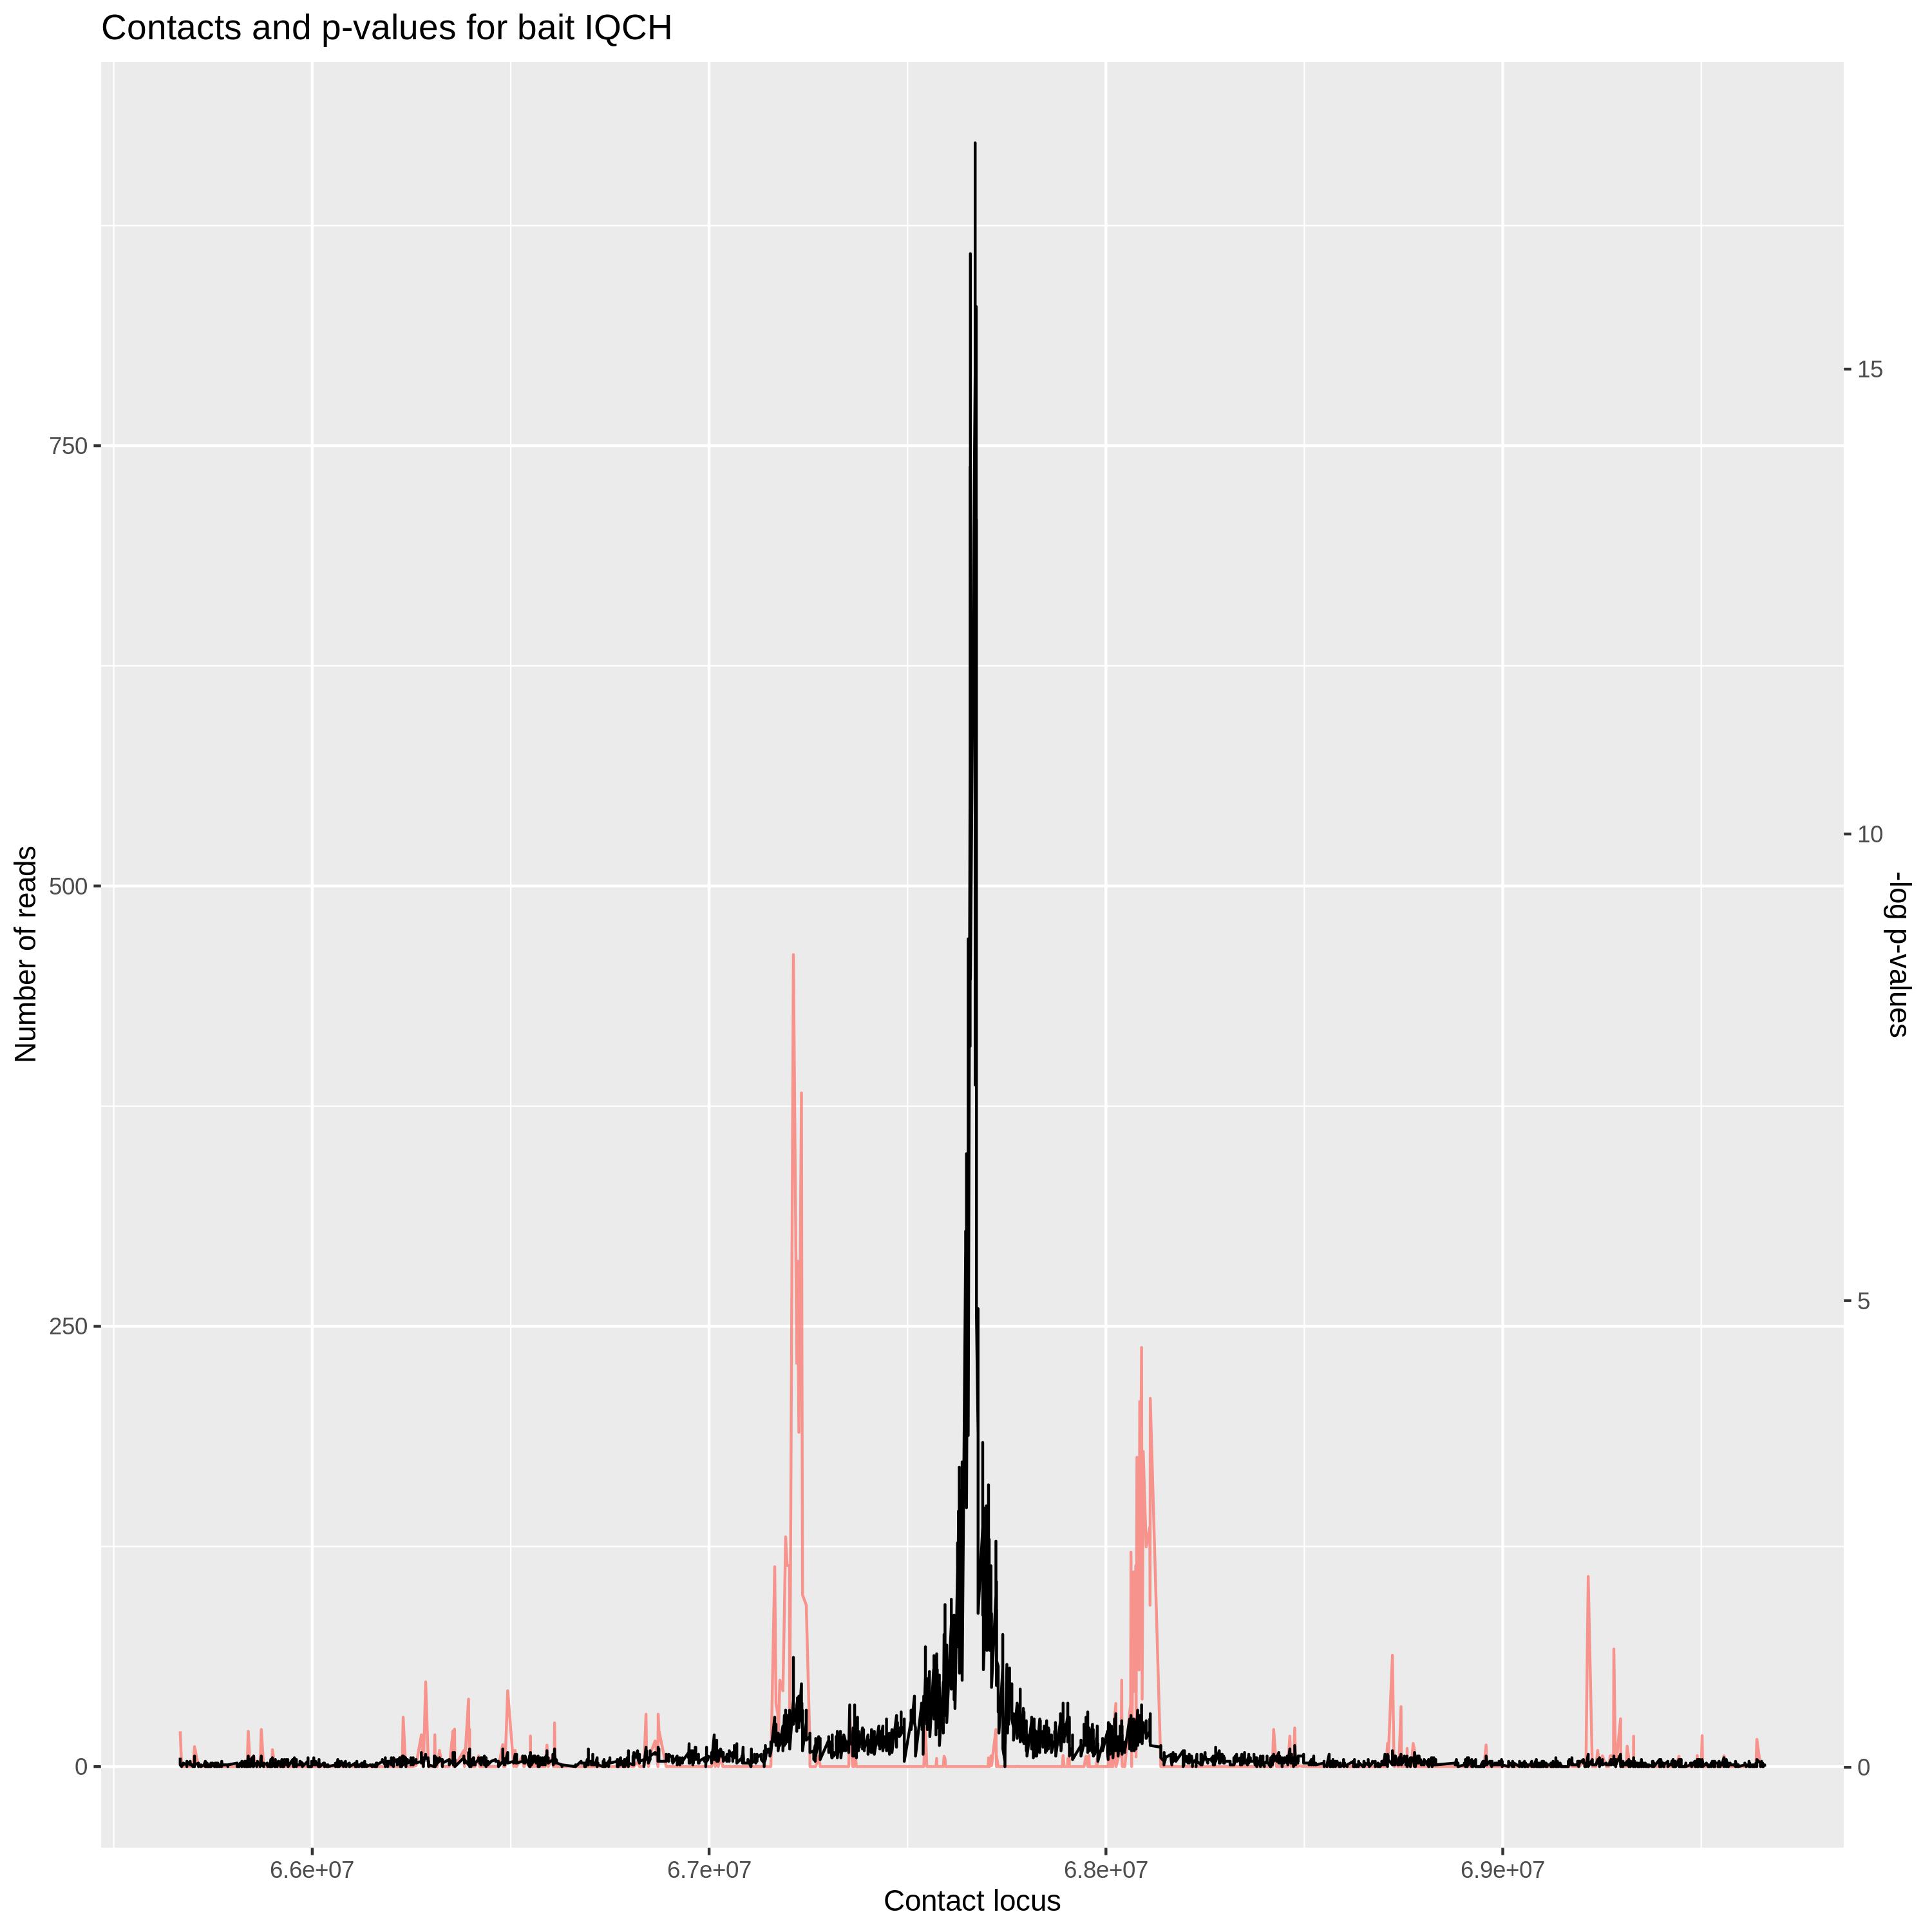 Contacts and p-values for bait IQCH
Number of reads
750
500
250
0
15
10
5
0
-log p-values
6.6e+07
6.7e+07
6.8e+07
6.9e+07
Contact locus